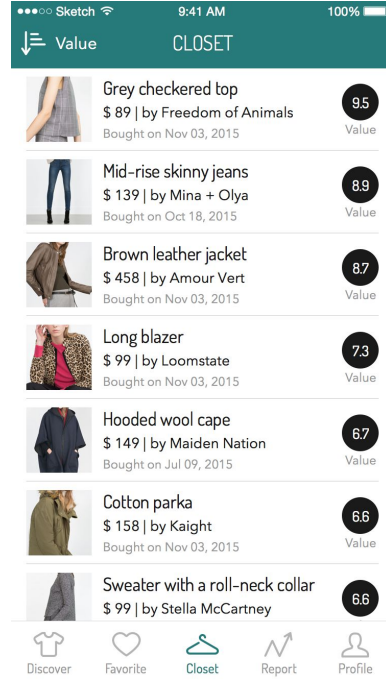 Sketch 9:41 AM 100%
Value CLOSET
Grey checkered top
$ 89 | by Freedom of Animals
Bought on Nov 03, 2015
9.5
Value
Mid-rise skinny jeans
$ 139 | by Mina + Olya
Bought on Oct 18, 2015
8.9
Value
Brown leather jacket
$ 458 | by Amour Vert
Bought on Nov 03, 2015
8.7
Value
Long blazer
$ 99 | by Loomstate
Bought on Nov 03, 2015
7.3
Value
Hooded wool cape
$ 149 | by Maiden Nation
Bought on Jul 09, 2015
6.7
Value
Cotton parka
$ 158 | by Kaight
Bought on Nov 03, 2015
6.6
Value
Sweater with a roll-neck collar
$ 99 | by Stella McCartney
6.6
Discover Favorite Closet Report Profile